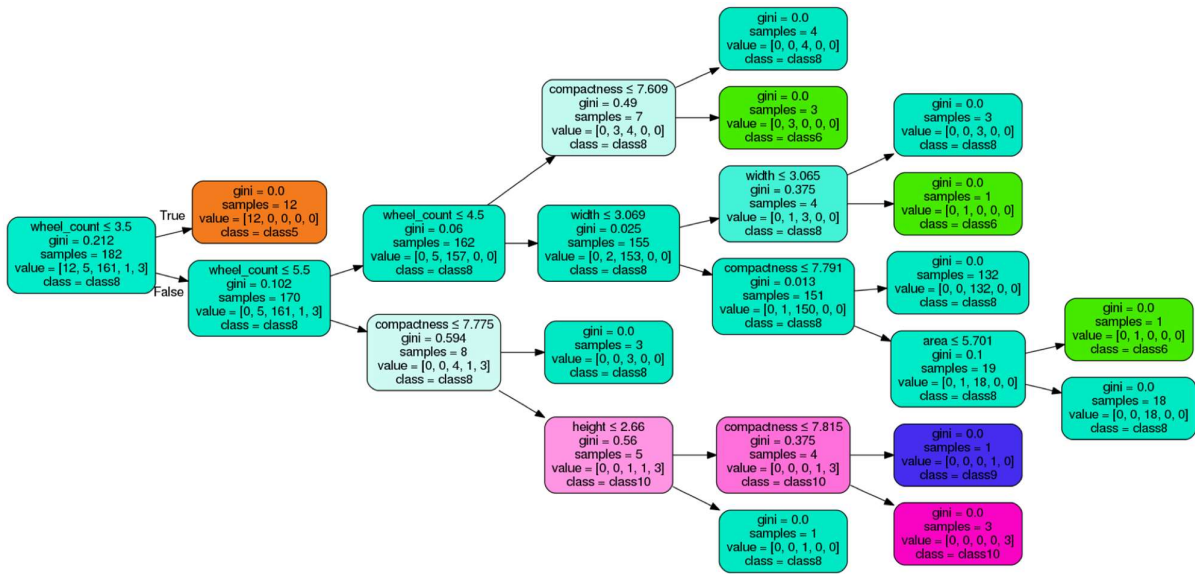 gini = 0.0
samples = 4
value = [0, 0, 4, 0, 0]
class = class8
compactness ≤ 7.609
gini = 0.49
samples = 7
value = [0, 3, 4, 0, 0]
class = class8
gini = 0.0
samples = 3
value = [0, 3, 0, 0, 0]
class = class6
gini = 0.0
samples = 3
value = [0, 0, 3, 0, 0]
class = class8
width ≤ 3.065
gini = 0.375
samples = 4
value = [0, 1, 3, 0, 0]
class = class8
gini = 0.0
samples = 1
value = [0, 1, 0, 0, 0]
class = class6
gini = 0.0
samples = 12
value = [12, 0, 0, 0, 0]
class = class5
True
wheel_count ≤ 3.5
gini = 0.212
samples = 182
value = [12, 5, 161, 1, 3]
class = class8
False
wheel_count ≤ 4.5
gini = 0.06
samples = 162
value = [0, 5, 157, 0, 0]
class = class8
width ≤ 3.069
gini = 0.025
samples = 155
value = [0, 2, 153, 0, 0]
class = class8
wheel_count ≤ 5.5
gini = 0.102
samples = 170
value = [0, 5, 161, 1, 3]
class = class8
compactness ≤ 7.791
gini = 0.013
samples = 151
value = [0, 1, 150, 0, 0]
class = class8
gini = 0.0
samples = 132
value = [0, 0, 132, 0, 0]
class = class8
gini = 0.0
samples = 1
value = [0, 1, 0, 0, 0]
class = class6
compactness ≤ 7.775
gini = 0.594
samples = 8
value = [0, 0, 4, 1, 3]
class = class8
gini = 0.0
samples = 3
value = [0, 0, 3, 0, 0]
class = class8
area ≤ 5.701
gini = 0.1
samples = 19
value = [0, 1, 18, 0, 0]
class = class8
gini = 0.0
samples = 18
value = [0, 0, 18, 0, 0]
class = class8
height ≤ 2.66
gini = 0.56
samples = 5
value = [0, 0, 1, 1, 3]
class = class10
compactness ≤ 7.815
gini = 0.375
samples = 4
value = [0, 0, 0, 1, 3]
class = class10
gini = 0.0
samples = 1
value = [0, 0, 0, 1, 0]
class = class9
gini = 0.0
samples = 1
value = [0, 0, 1, 0, 0]
class = class8
gini = 0.0
samples = 3
value = [0, 0, 0, 0, 3]
class = class10